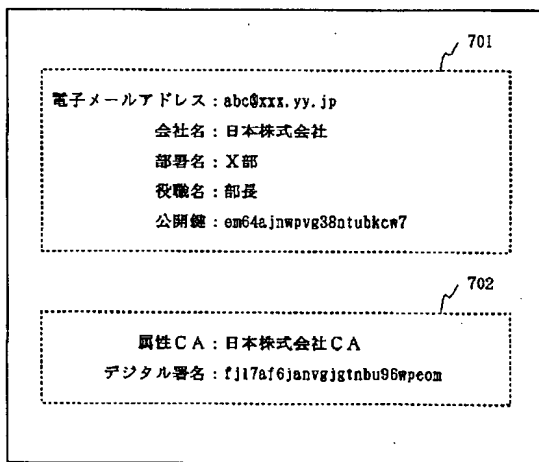 701
電子メールアドレス：abc@xxx.yy.jp
会社名：日本株式会社
部署名：X部
役職名：部長
公開鍵：em64ajnwpvg38ntubkcw7
702
属性CA：日本株式会社CA
デジタル署名：fjl7af6janvgjgtnbu96wpeom